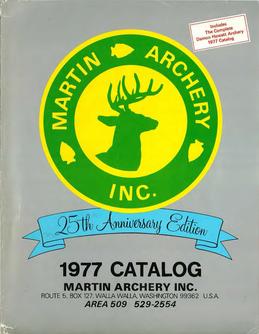 Includes
The Complete
Damon Howatt Archery
1977 Catalog
MARTIN ARCHERY
INC.
25th Anniversary Edition
1977 CATALOG
MARTIN ARCHERY INC.
ROUTE 5, BOX 127, WALLA WALLA, WASHINGTON 99362 U.S.A.
AREA 509 529-2554